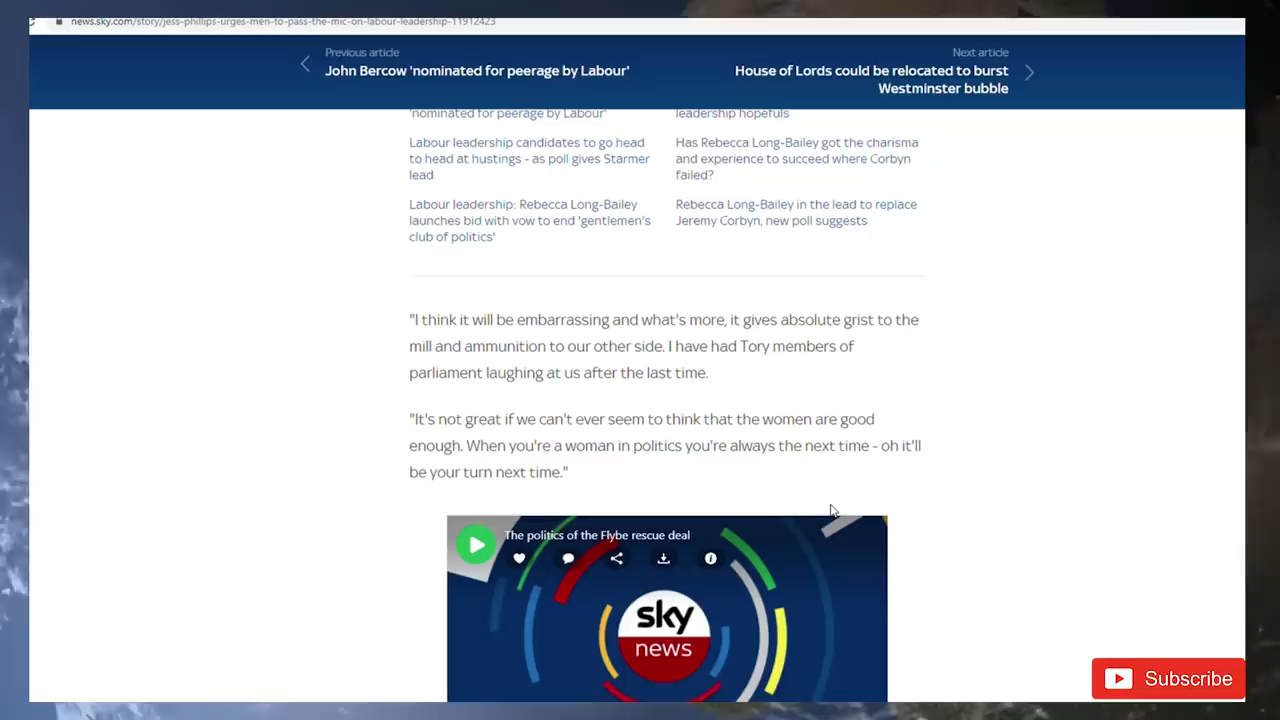 news.sky.com/story/jess-phillips-urges-men-to-pass-the-mic-on-labour-leadership-11912423
Previous article
John Bercow 'nominated for peerage by Labour'
Next article
House of Lords could be relocated to burst
Westminster bubble
'nominated for peerage by Labour'
Labour leadership candidates to go head
to head at hustings - as poll gives Starmer
lead
Labour leadership: Rebecca Long-Bailey
launches bid with vow to end 'gentlemen's
club of politics'
leadership hopefuls
Has Rebecca Long-Bailey got the charisma
and experience to succeed where Corbyn
failed?
Rebecca Long-Bailey in the lead to replace
Jeremy Corbyn, new poll suggests
"I think it will be embarrassing and what's more, it gives absolute grist to the
mill and ammunition to our other side. I have had Tory members of
parliament laughing at us after the last time.
"It's not great if we can't ever seem to think that the women are good
enough. When you're a woman in politics you're always the next time - oh it'll
be your turn next time."
The politics of the Flybe rescue deal
sky
news
Subscribe